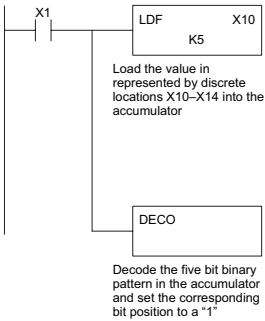 X1
LDF X10
K5
Load the value in
represented by discrete
locations X10–X14 into the
accumulator
DECO
Decode the five bit binary
pattern in the accumulator
and set the corresponding
bit position to a “1”